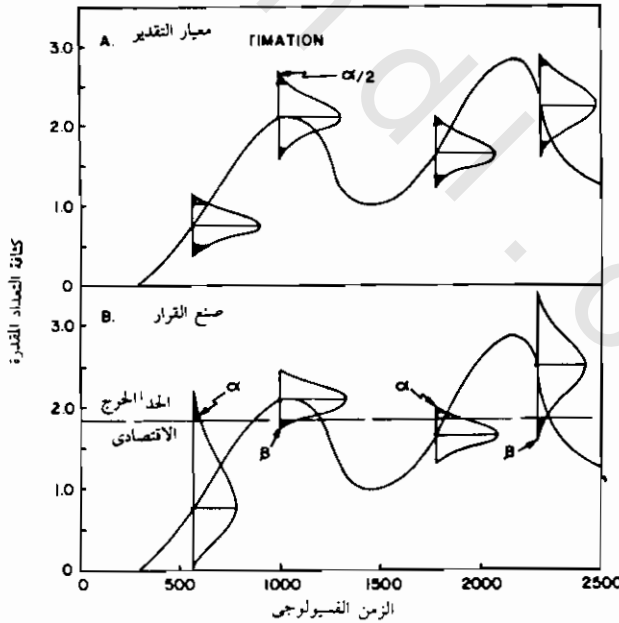 A. معيار التقدير TIMATION
3.0
α/2
2.0
1.0
0
كثافة التعداد المقدرة
B. صنع القرار
3.0
α
α
الحد الحرج
2.0
الاقتصادى
β
β
1.0
0
0 500 1000 1500 2000 2500
الزمن الفسيولوجى